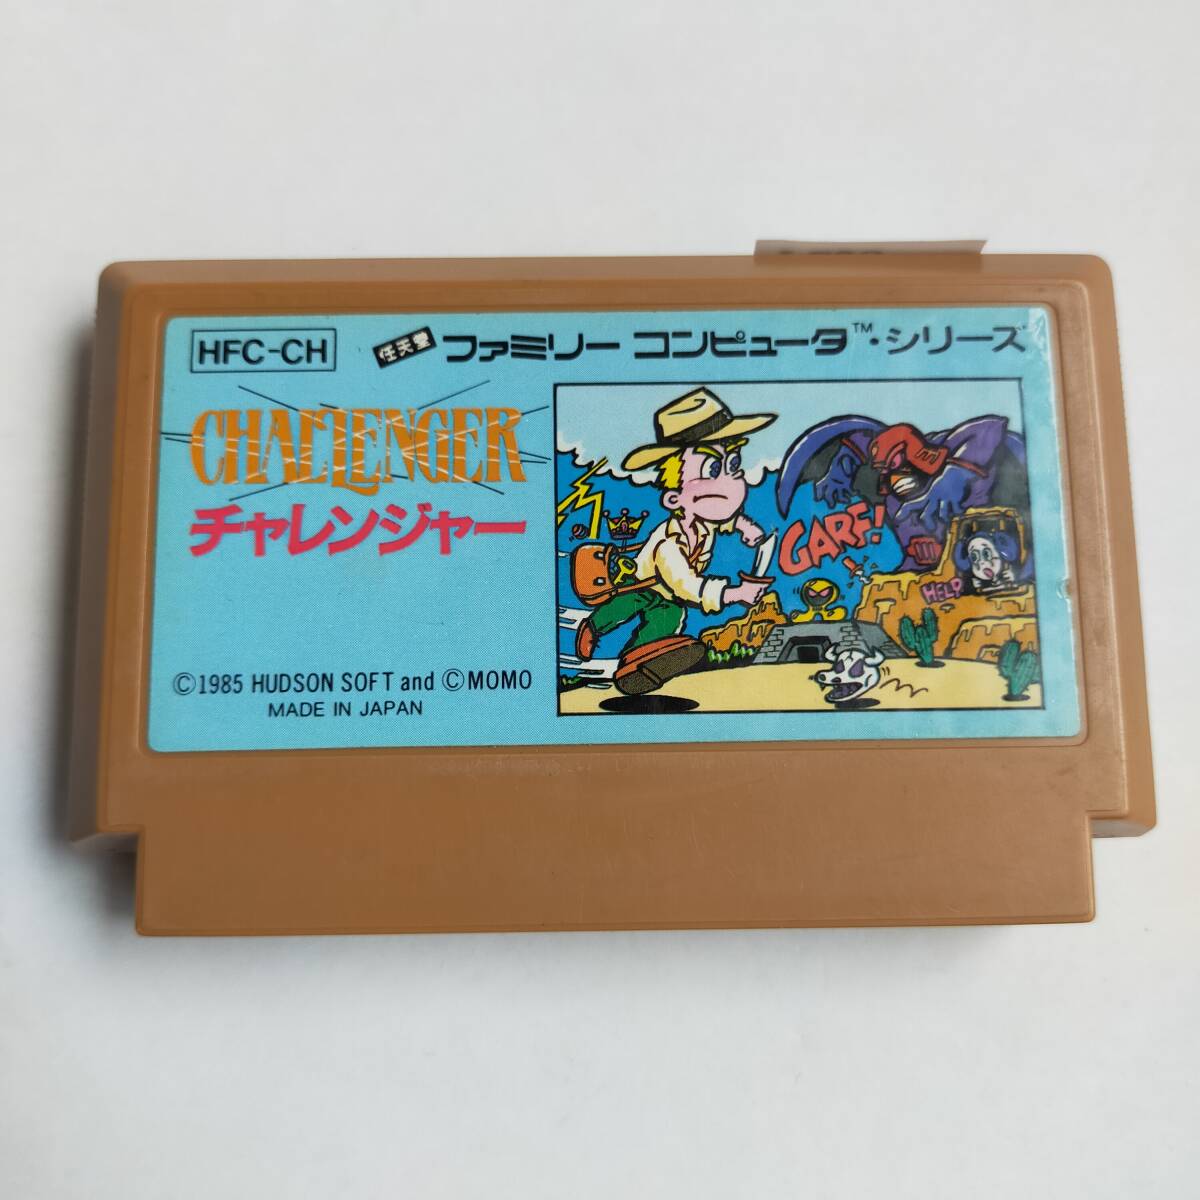 HFC-CH
任天堂 ファミリー コンピュータ™・シリーズ
CHALLENGER
チャレンジャー
GARF!
HELP
©1985 HUDSON SOFT and ©MOMO
MADE IN JAPAN